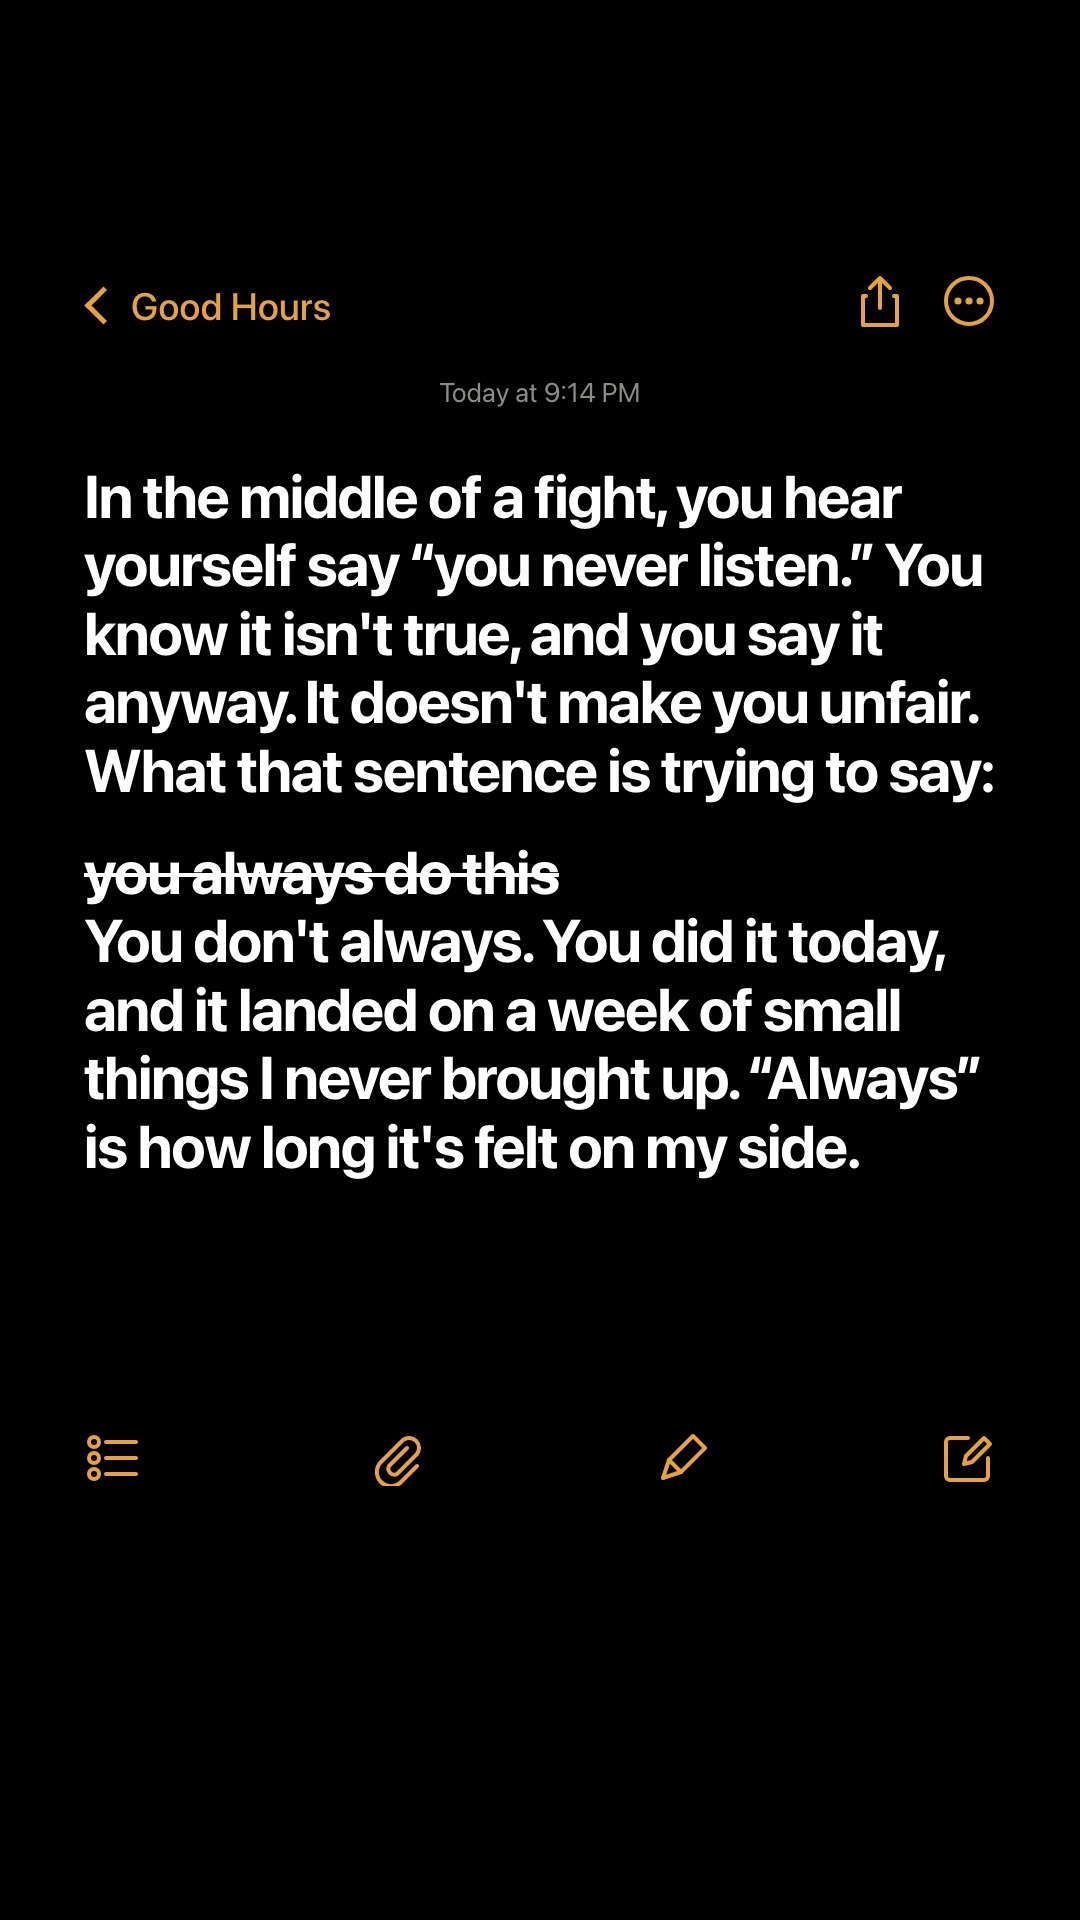 Good Hours
Today at 9:14 PM
In the middle of a fight, you hear
yourself say “you never listen.” You
know it isn't true, and you say it
anyway. It doesn't make you unfair.
What that sentence is trying to say:
you always do this
You don't always. You did it today,
and it landed on a week of small
things I never brought up. “Always”
is how long it's felt on my side.